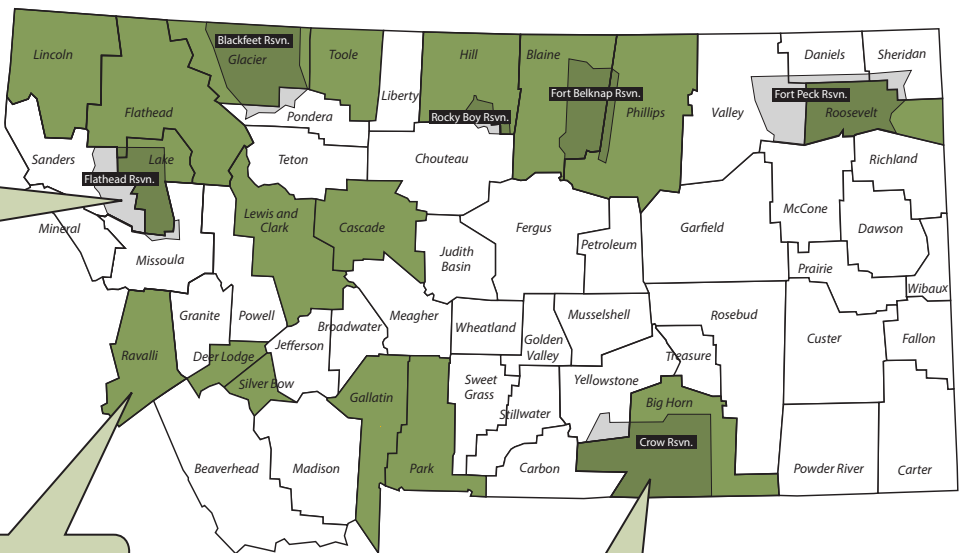 Blackfeet Rsvn.
Lincoln
Glacier
Toole
Hill
Blaine
Daniels
Sheridan
Liberty
Fort Belknap Rsvn.
Fort Peck Rsvn.
Flathead
Pondera
Rocky Boy Rsvn.
Phillips
Valley
Roosevelt
Sanders
Lake
Teton
Chouteau
Richland
Flathead Rsvn.
McCone
Mineral
Lewis and
Clark
Cascade
Fergus
Garfield
Dawson
Missoula
Judith
Basin
Petroleum
Prairie
Wibaux
Granite
Powell
Broadwater
Meagher
Wheatland
Musselshell
Rosebud
Golden
Valley
Custer
Fallon
Ravalli
Deer Lodge
Jefferson
Treasure
Silver Bow
Gallatin
Sweet
Grass
Yellowstone
Big Horn
Stillwater
Crow Rsvn.
Beaverhead
Madison
Park
Carbon
Powder River
Carter